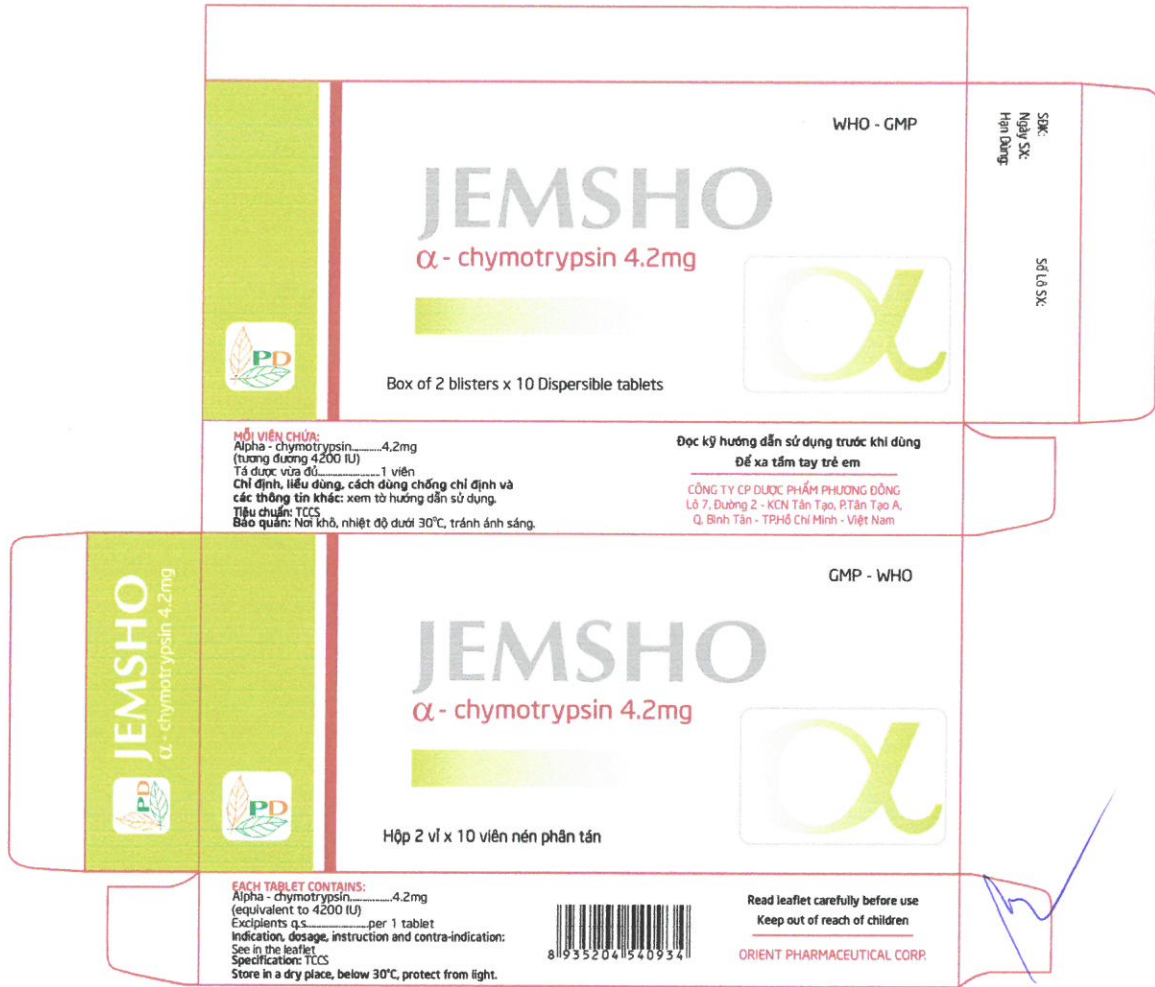 WHO - GMP
JEMSHO
α - chymotrypsin 4.2mg
α
PD
Box of 2 blisters x 10 Dispersible tablets
SĐK:
Ngày SX:
Hạn Dùng:
Số Lô SX:
MỖI VIÊN CHỨA:
Alpha - chymotrypsin...........4,2mg
(tương đương 4200 IU)
Tá dược vừa đủ........................1 viên
Chỉ định, liều dùng, cách dùng chống chỉ định và
các thông tin khác: xem tờ hướng dẫn sử dụng.
Tiêu chuẩn: TCCS
Bảo quản: Nơi khô, nhiệt độ dưới 30°C, tránh ánh sáng.
Đọc kỹ hướng dẫn sử dụng trước khi dùng
Để xa tầm tay trẻ em
CÔNG TY CP DƯỢC PHẨM PHƯƠNG ĐÔNG
Lô 7, Đường 2 - KCN Tân Tạo, P.Tân Tạo A,
Q. Bình Tân - TP.Hồ Chí Minh - Việt Nam
JEMSHO
α - chymotrypsin 4.2mg
PD
GMP - WHO
JEMSHO
α - chymotrypsin 4.2mg
α
PD
Hộp 2 vỉ x 10 viên nén phân tán
EACH TABLET CONTAINS:
Alpha - chymotrypsin................4.2mg
(equivalent to 4200 IU)
Excipients q.s........................per 1 tablet
Indication, dosage, instruction and contra-indication:
See in the leaflet
Specification: TCCS
Store in a dry place, below 30°C, protect from light.
8 935204 540934
Read leaflet carefully before use
Keep out of reach of children
ORIENT PHARMACEUTICAL CORP.